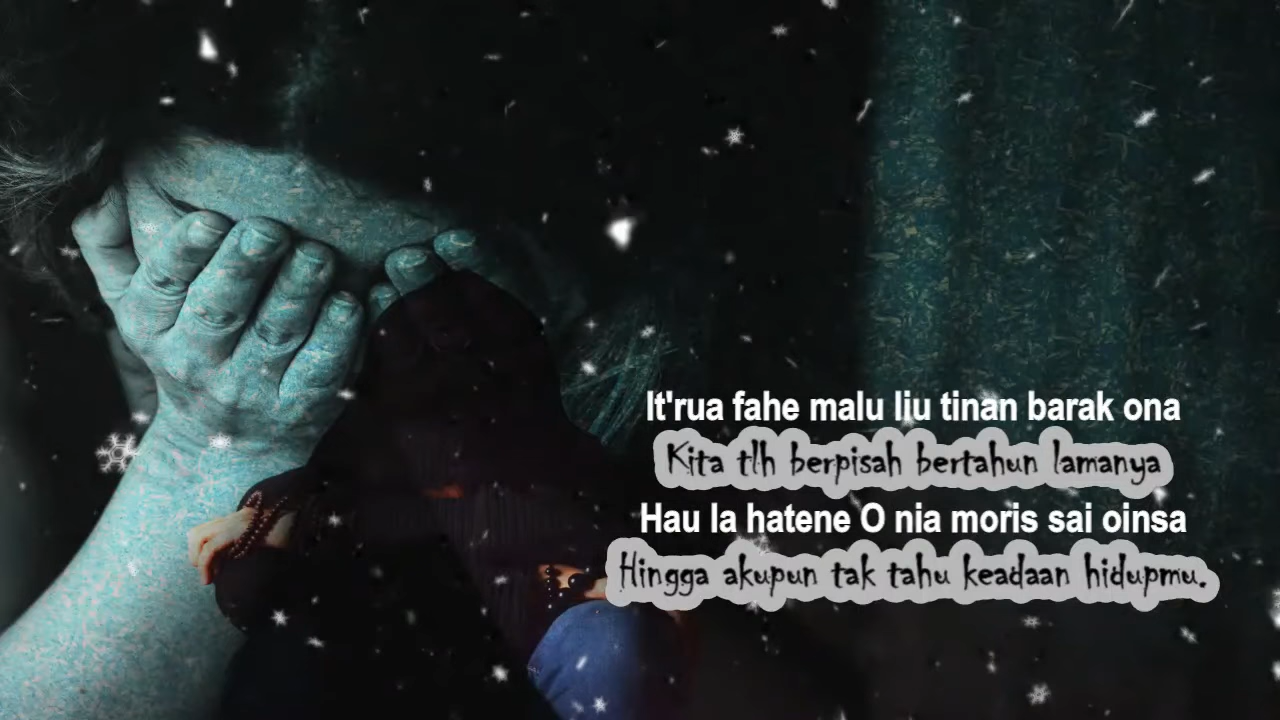 It'rua fahe malu liu tinan barak ona
Kita tlh berpisah bertahun lamanya
Hau la hatene O nia moris sai oinsa
Hingga akupun tak tahu keadaan hidupmu.